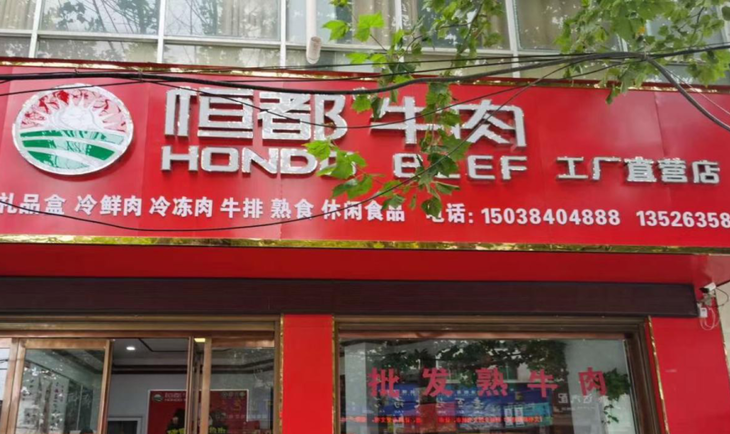 恒都 牛肉
HONDO BEEF 工厂直营店
礼品盒 冷鲜肉 冷冻肉 牛排 熟食 休闲食品 电话: 15038404888 13526358
批发熟牛肉